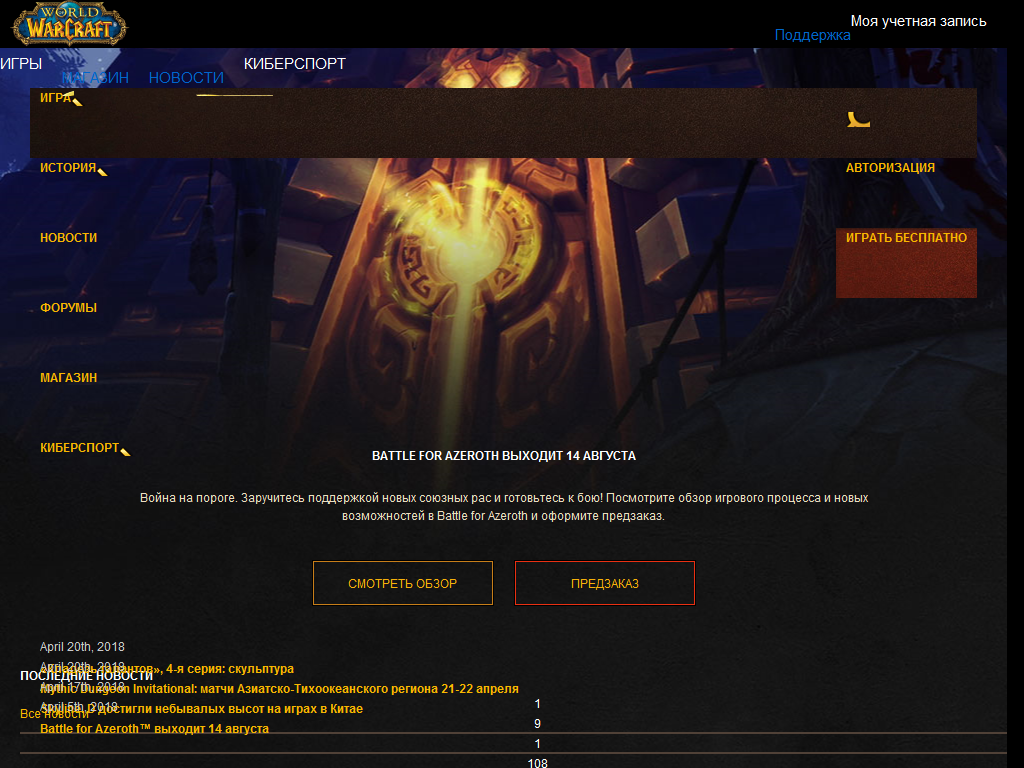 WORLD
WARCRAFT
Моя учетная запись
Поддержка
ИГРЫ
МАГАЗИН
НОВОСТИ
КИБЕРСПОРТ
ИГРА
ИСТОРИЯ
АВТОРИЗАЦИЯ
НОВОСТИ
ИГРАТЬ БЕСПЛАТНО
ФОРУМЫ
МАГАЗИН
КИБЕРСПОРТ
BATTLE FOR AZEROTH ВЫХОДИТ 14 АВГУСТА
Война на пороге. Заручитесь поддержкой новых союзных рас и готовьтесь к бою! Посмотрите обзор игрового процесса и новых
возможностей в Battle for Azeroth и оформите предзаказ.
СМОТРЕТЬ ОБЗОР
ПРЕДЗАКАЗ
April 20th, 2018
April 20th, 2018
4-я серия: скульптура
ПОСЛЕДНИЕ НОВОСТИ
April 17th, 2018
Mythic Dungeon Invitational: матчи Азиатско-Тихоокеанского региона 21-22 апреля
April 5th, 2018
достигли небывалых высот на играх в Китае
Все новости
Battle for Azeroth™ выходит 14 августа
1
9
1
108